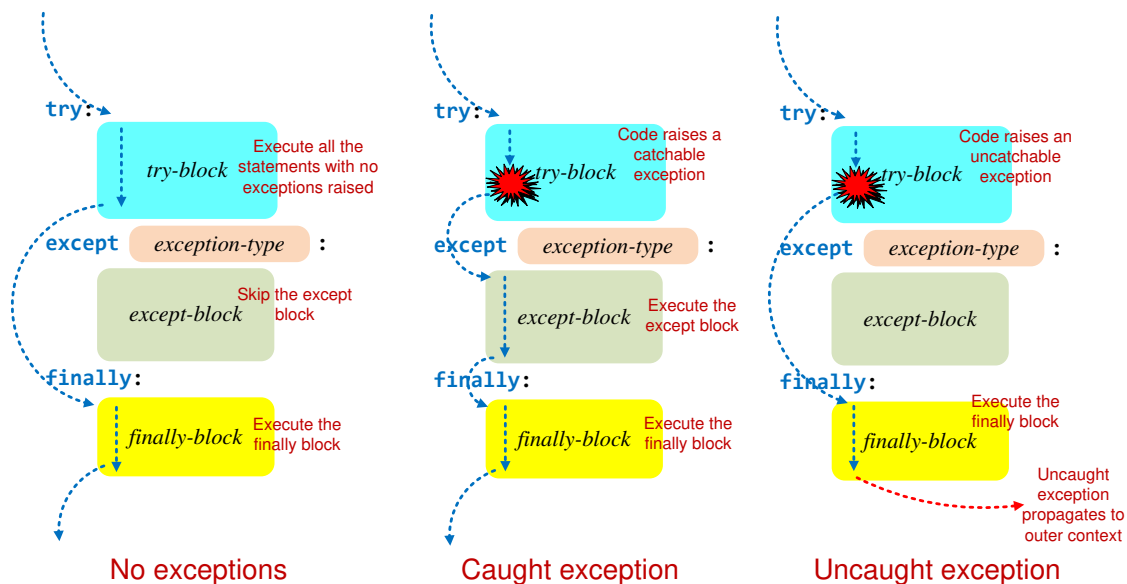 try:
Execute all the
statements with no
exceptions raised
try-block
except exception-type :
Skip the except
block
except-block
finally:
Execute the
finally block
finally-block
No exceptions
try:
Code raises a
catchable
exception
try-block
except exception-type :
Execute the
except block
except-block
finally:
Execute the
finally block
finally-block
Caught exception
try:
Code raises an
uncatchable
exception
try-block
except exception-type :
except-block
finally:
Execute the
finally block
finally-block
Uncaught
exception
propagates to
outer context
Uncaught exception